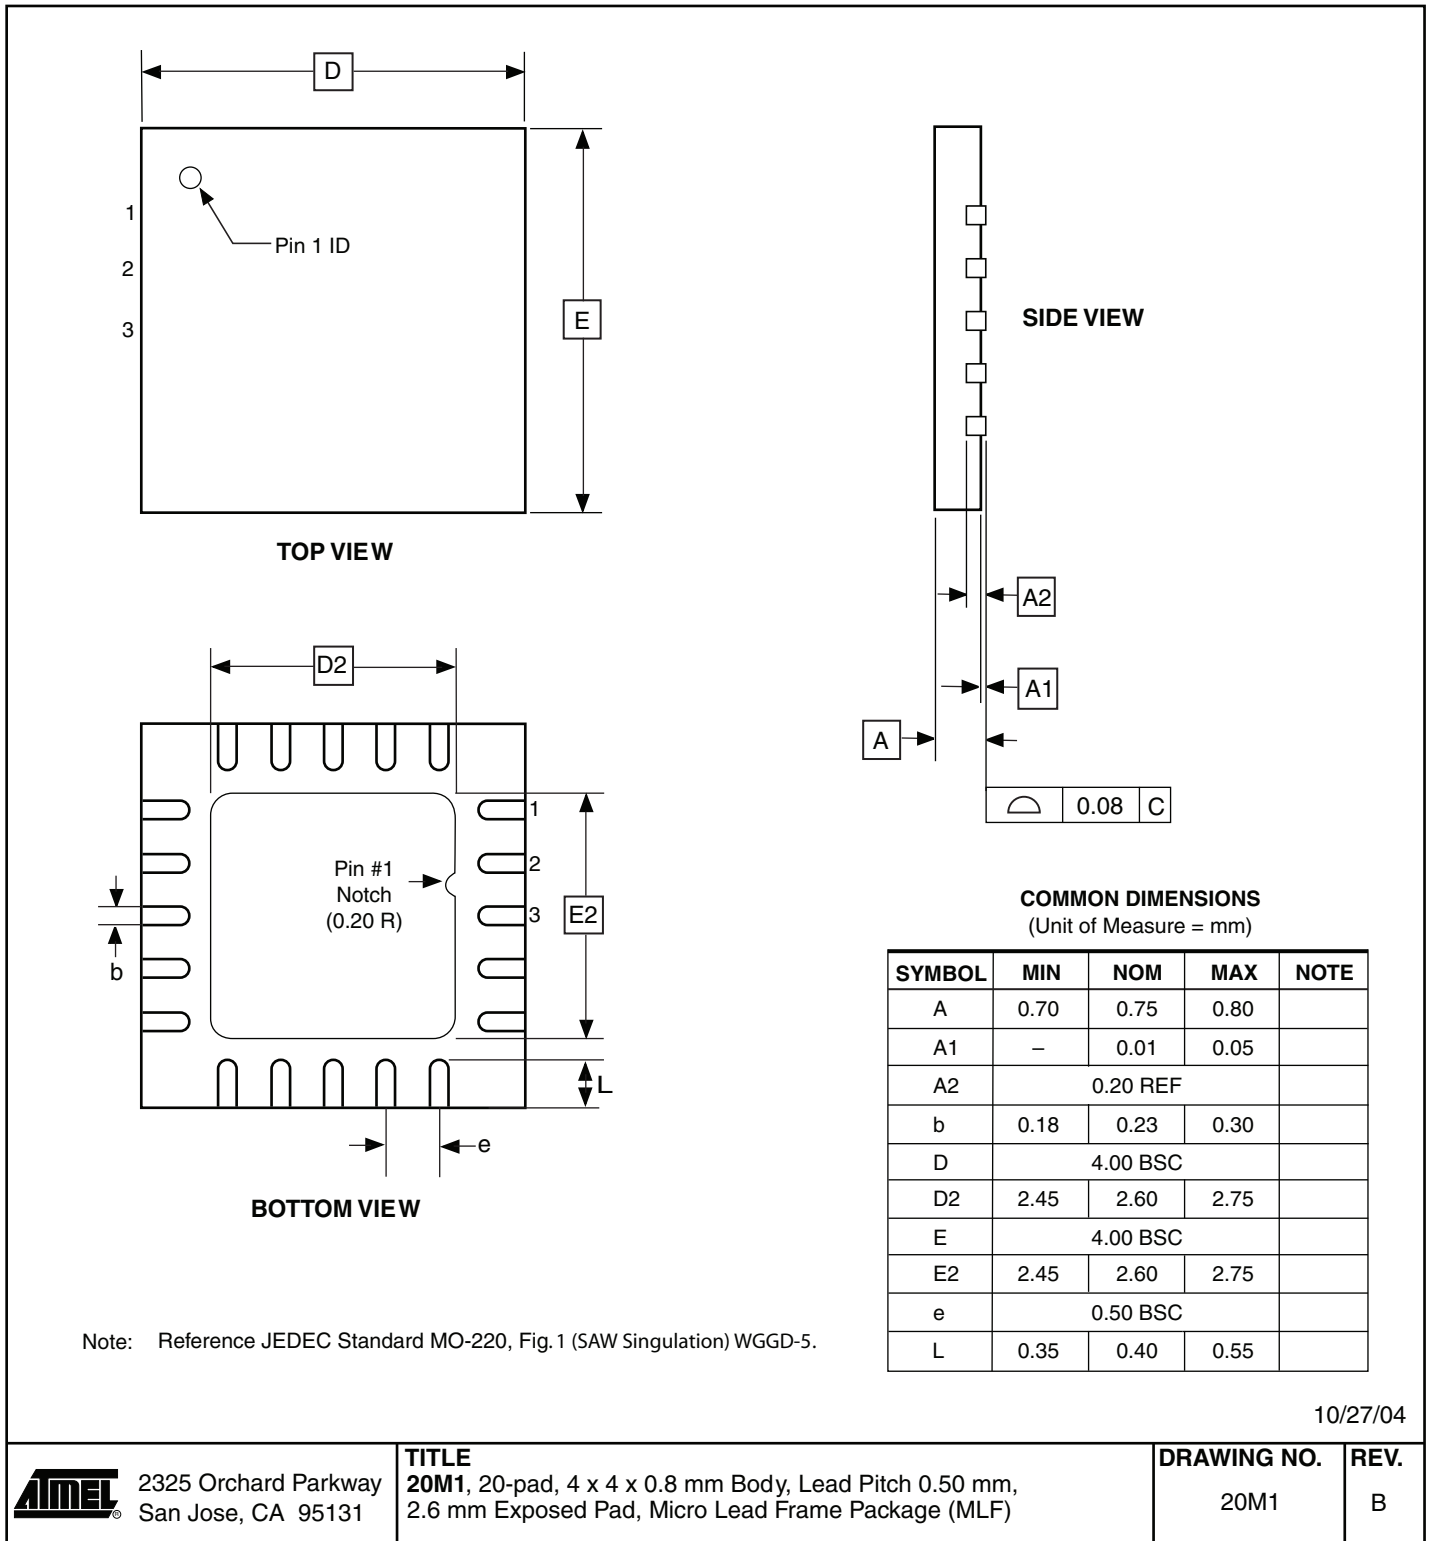 D
1
2
3
Pin 1 ID
E
TOP VIEW
SIDE VIEW
A2
A1
A
0.08 C
D2
1
2
3
Pin #1
Notch
(0.20 R)
E2
b
L
e
BOTTOM VIEW
COMMON DIMENSIONS
(Unit of Measure = mm)
SYMBOL MIN NOM MAX NOTE
A 0.70 0.75 0.80
A1 – 0.01 0.05
A2 0.20 REF
b 0.18 0.23 0.30
D 4.00 BSC
D2 2.45 2.60 2.75
E 4.00 BSC
E2 2.45 2.60 2.75
e 0.50 BSC
L 0.35 0.40 0.55
Note: Reference JEDEC Standard MO-220, Fig. 1 (SAW Singulation) WGGD-5.
10/27/04
ATMEL®
2325 Orchard Parkway
San Jose, CA 95131
TITLE
20M1, 20-pad, 4 x 4 x 0.8 mm Body, Lead Pitch 0.50 mm,
2.6 mm Exposed Pad, Micro Lead Frame Package (MLF)
DRAWING NO.
20M1
REV.
B